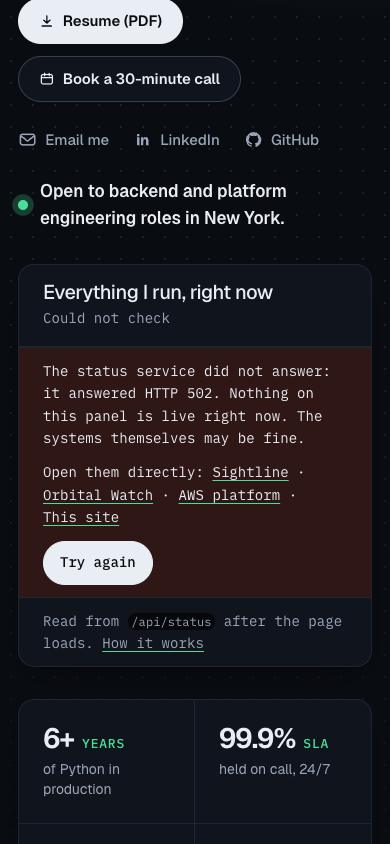 Resume (PDF)
Book a 30-minute call
Email me LinkedIn GitHub
Open to backend and platform
engineering roles in New York.
Everything I run, right now
Could not check
The status service did not answer:
it answered HTTP 502. Nothing on
this panel is live right now. The
systems themselves may be fine.
Open them directly: Sightline ·
Orbital Watch · AWS platform ·
This site
Try again
Read from /api/status after the page
loads. How it works
6+ YEARS
of Python in
production
99.9% SLA
held on call, 24/7